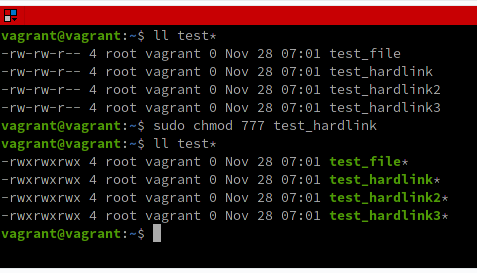 vagrant@vagrant:~$ ll test*
-rw-rw-r-- 4 root vagrant 0 Nov 28 07:01 test_file
-rw-rw-r-- 4 root vagrant 0 Nov 28 07:01 test_hardlink
-rw-rw-r-- 4 root vagrant 0 Nov 28 07:01 test_hardlink2
-rw-rw-r-- 4 root vagrant 0 Nov 28 07:01 test_hardlink3
vagrant@vagrant:~$ sudo chmod 777 test_hardlink
vagrant@vagrant:~$ ll test*
-rwxrwxrwx 4 root vagrant 0 Nov 28 07:01 test_file*
-rwxrwxrwx 4 root vagrant 0 Nov 28 07:01 test_hardlink*
-rwxrwxrwx 4 root vagrant 0 Nov 28 07:01 test_hardlink2*
-rwxrwxrwx 4 root vagrant 0 Nov 28 07:01 test_hardlink3*
vagrant@vagrant:~$